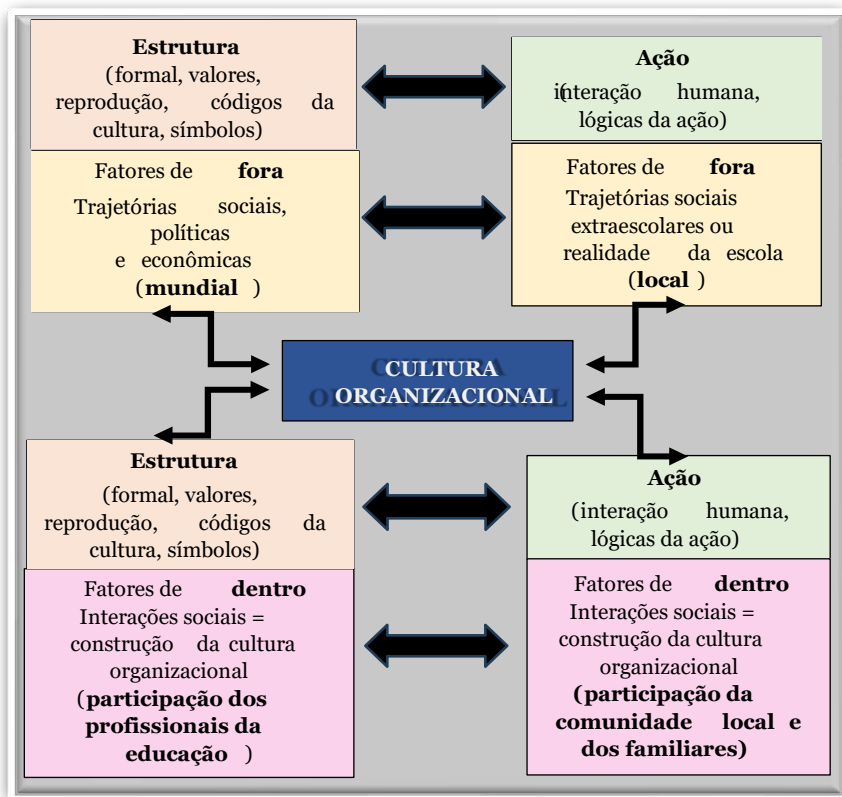 Estrutura
(formal, valores,
reprodução, códigos da
cultura, símbolos)
Fatores de fora
Trajetórias sociais,
políticas
e econômicas
(mundial )
Ação
(interação humana,
lógicas da ação)
Fatores de fora
Trajetórias sociais
extraescolares ou
realidade da escola
(local )
CULTURA
ORGANIZACIONAL
Estrutura
(formal, valores,
reprodução, códigos da
cultura, símbolos)
Fatores de dentro
Interações sociais =
construção da cultura
organizacional
(participação dos
profissionais da
educação )
Ação
(interação humana,
lógicas da ação)
Fatores de dentro
Interações sociais =
construção da cultura
organizacional
(participação da
comunidade local e
dos familiares)